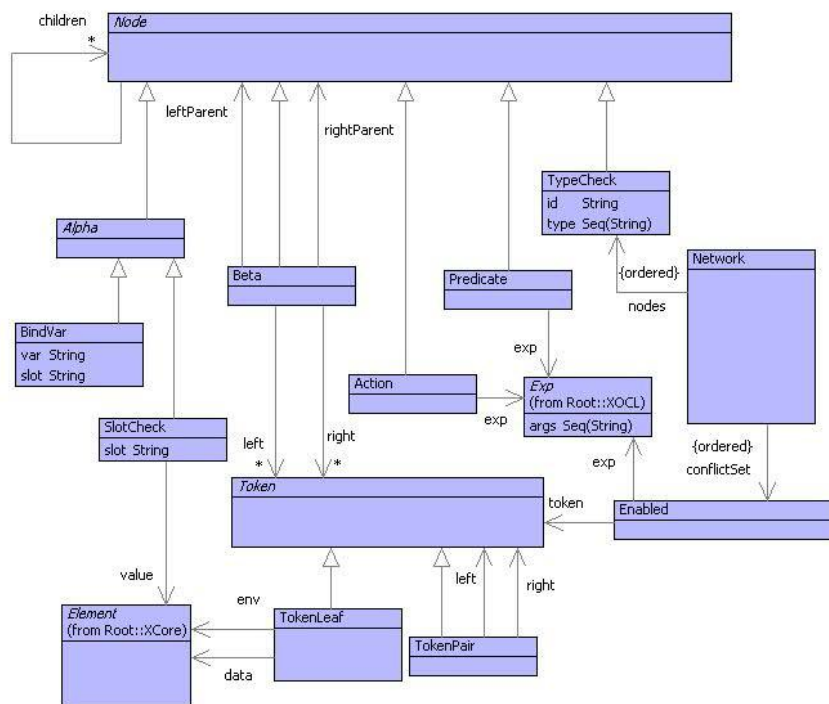 children
Node
*
leftParent
rightParent
TypeCheck
id String
type Seq(String)
Alpha
Network
Beta
Predicate
{ordered}
nodes
BindVar
var String
slot String
exp
Action
Exp
(from Root::XOCL)
args Seq(String)
exp
SlotCheck
slot String
left
*
right
*
{ordered}
conflictSet
exp
Token
token
Enabled
value
env
left
right
Element
(from Root::XCore)
TokenLeaf
TokenPair
data